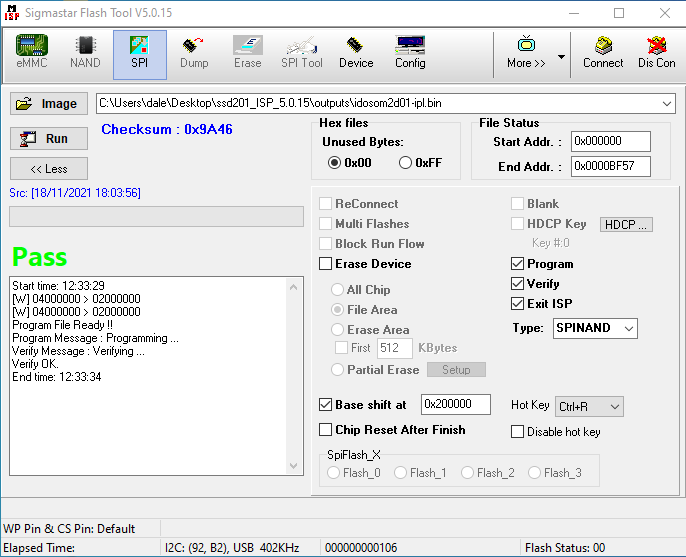 M
ISP
Sigmastar Flash Tool V5.0.15
eMMC NAND SPI Dump Erase SPI Tool Device Config More >> Connect Dis Con
Image
C:\Users\dale\Desktop\ssd201_ISP_5.0.15\outputs\idosom2d01-ipl.bin
Run
Checksum : 0x9A46
<< Less
Src: [18/11/2021 18:03:56]
Hex files
Unused Bytes:
0x00 0xFF
File Status
Start Addr. : 0x000000
End Addr. : 0x0000BF57
Pass
Start time: 12:33:29
[W] 04000000 > 02000000
[W] 04000000 > 02000000
Program File Ready !!
Program Message : Programming ...
Verify Message : Verifying ...
Verify OK.
End time: 12:33:34
ReConnect Blank
Multi Flashes HDCP Key HDCP ...
Block Run Flow Key #:0
Erase Device Program
All Chip Verify
File Area Exit ISP
Erase Area Type: SPINAND
First 512 KBytes
Partial Erase Setup
Base shift at 0x200000 Hot Key Ctrl+R
Chip Reset After Finish Disable hot key
SpiFlash_X
Flash_0 Flash_1 Flash_2 Flash_3
WP Pin & CS Pin: Default
Elapsed Time: I2C: (92, B2), USB 402KHz 000000000106 Flash Status: 00